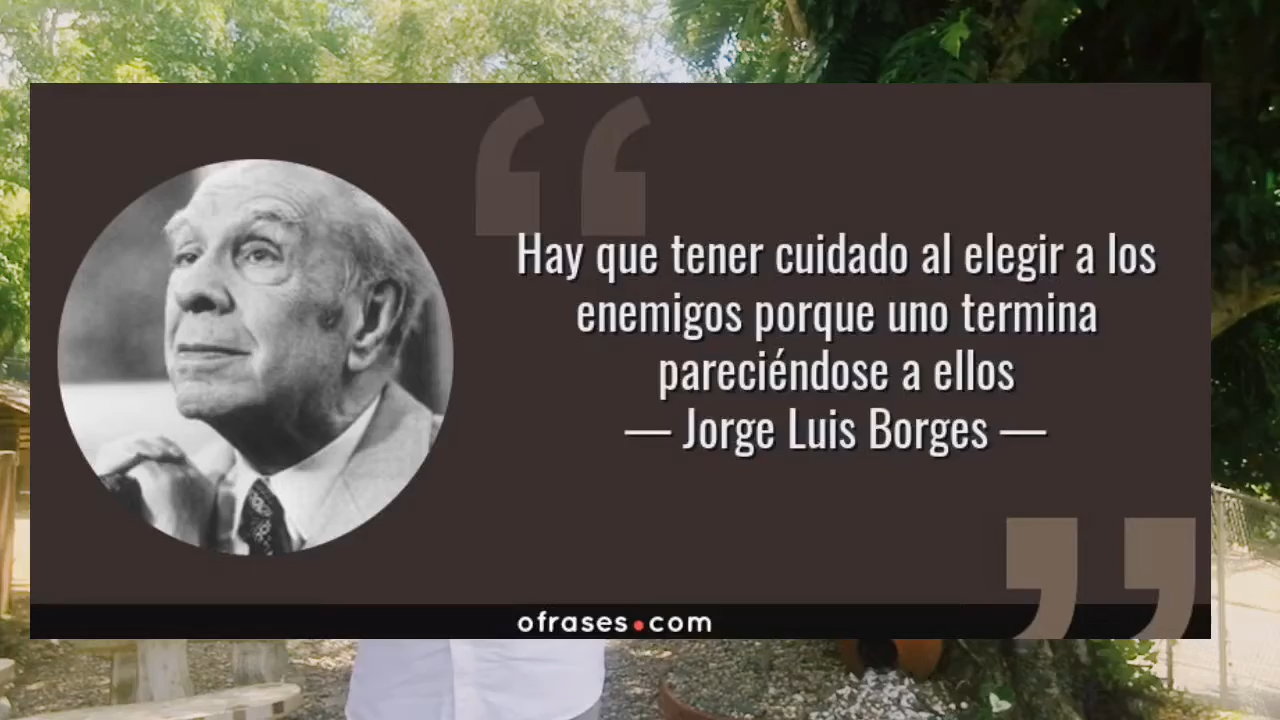 Hay que tener cuidado al elegir a los
enemigos porque uno termina
pareciéndose a ellos
— Jorge Luis Borges —
ofrases.com